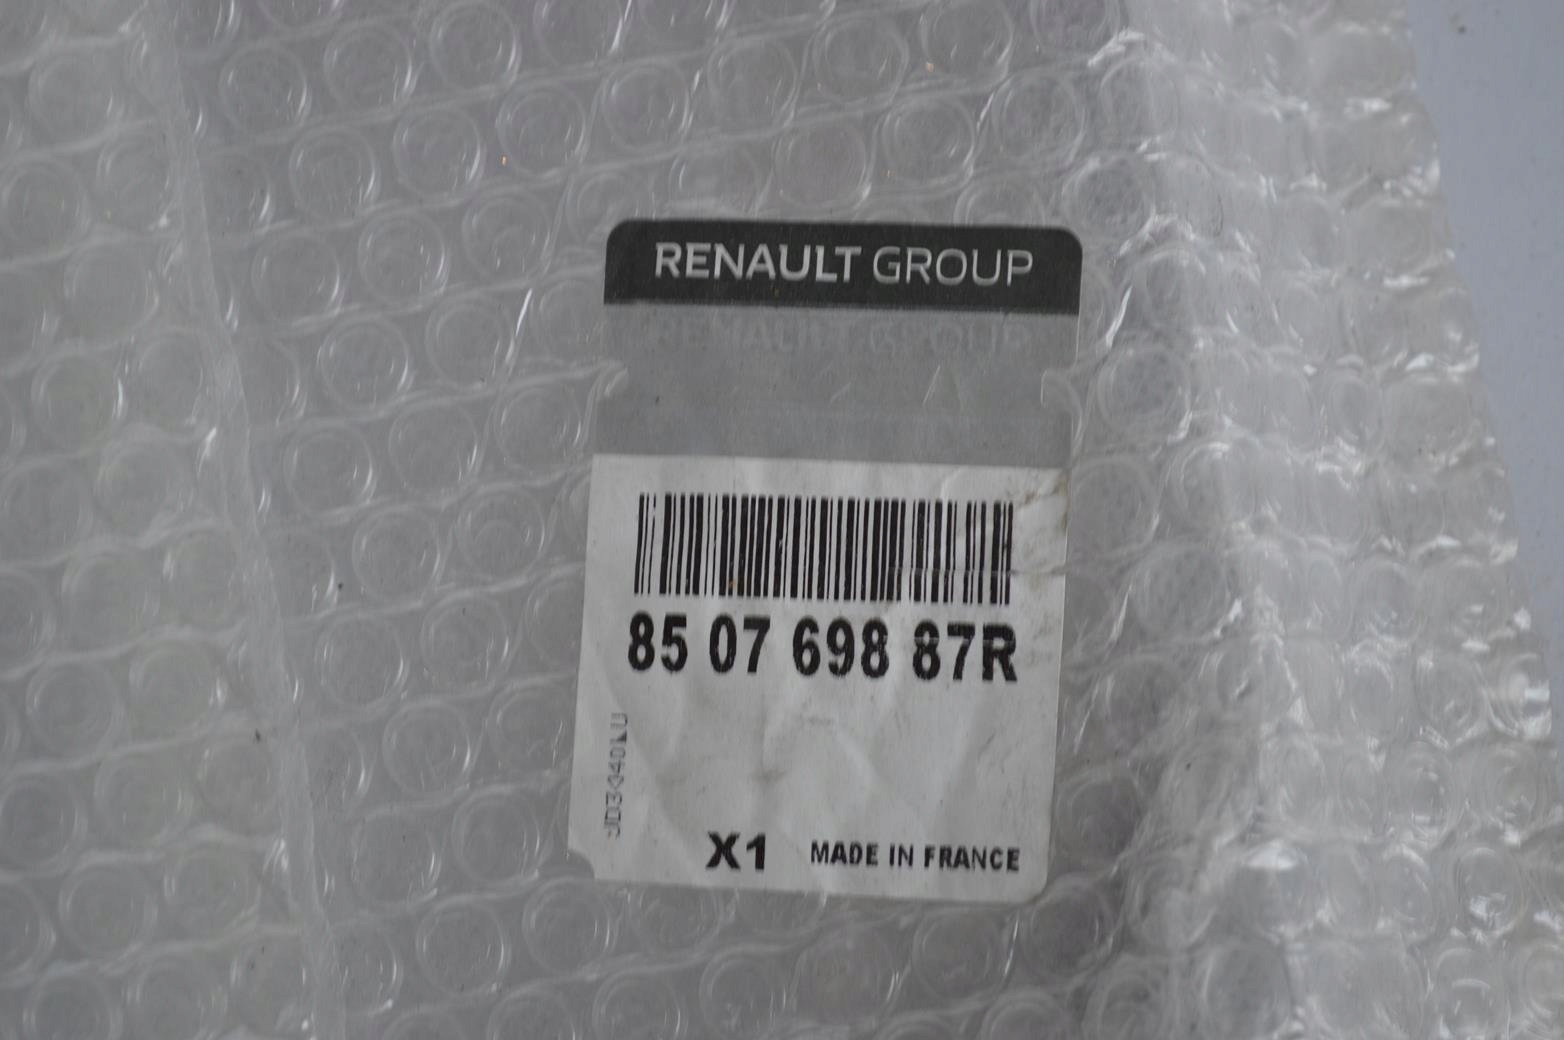 RENAULT GROUP
85 07 698 87R
X1 MADE IN FRANCE